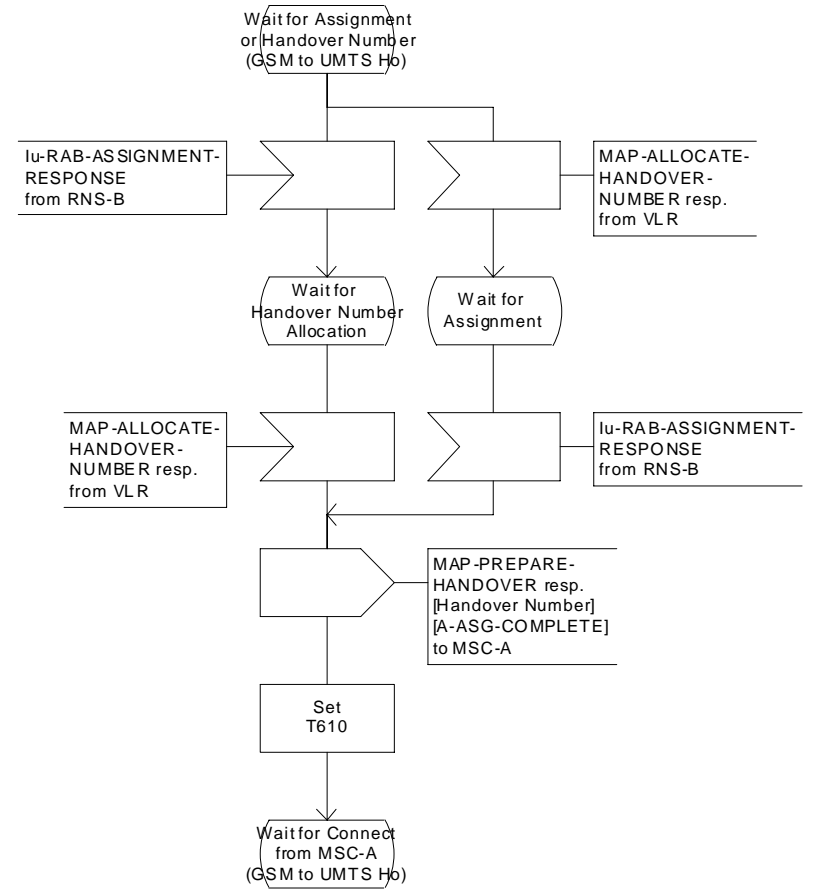 Wait for Assignment
or Handover Number
(GSM to UMTS Ho)
Iu-RAB-ASSIGNMENT-
RESPONSE
from RNS-B
MAP-ALLOCATE-
HANDOVER-
NUMBER resp.
from VLR
Wait for
Handover Number
Allocation
Wait for
Assignment
MAP-ALLOCATE-
HANDOVER-
NUMBER resp.
from VLR
Iu-RAB-ASSIGNMENT-
RESPONSE
from RNS-B
MAP-PREPARE-
HANDOVER resp.
[Handover Number]
[A-ASG-COMPLETE]
to MSC-A
Set
T610
Wait for Connect
from MSC-A
(GSM to UMTS Ho)